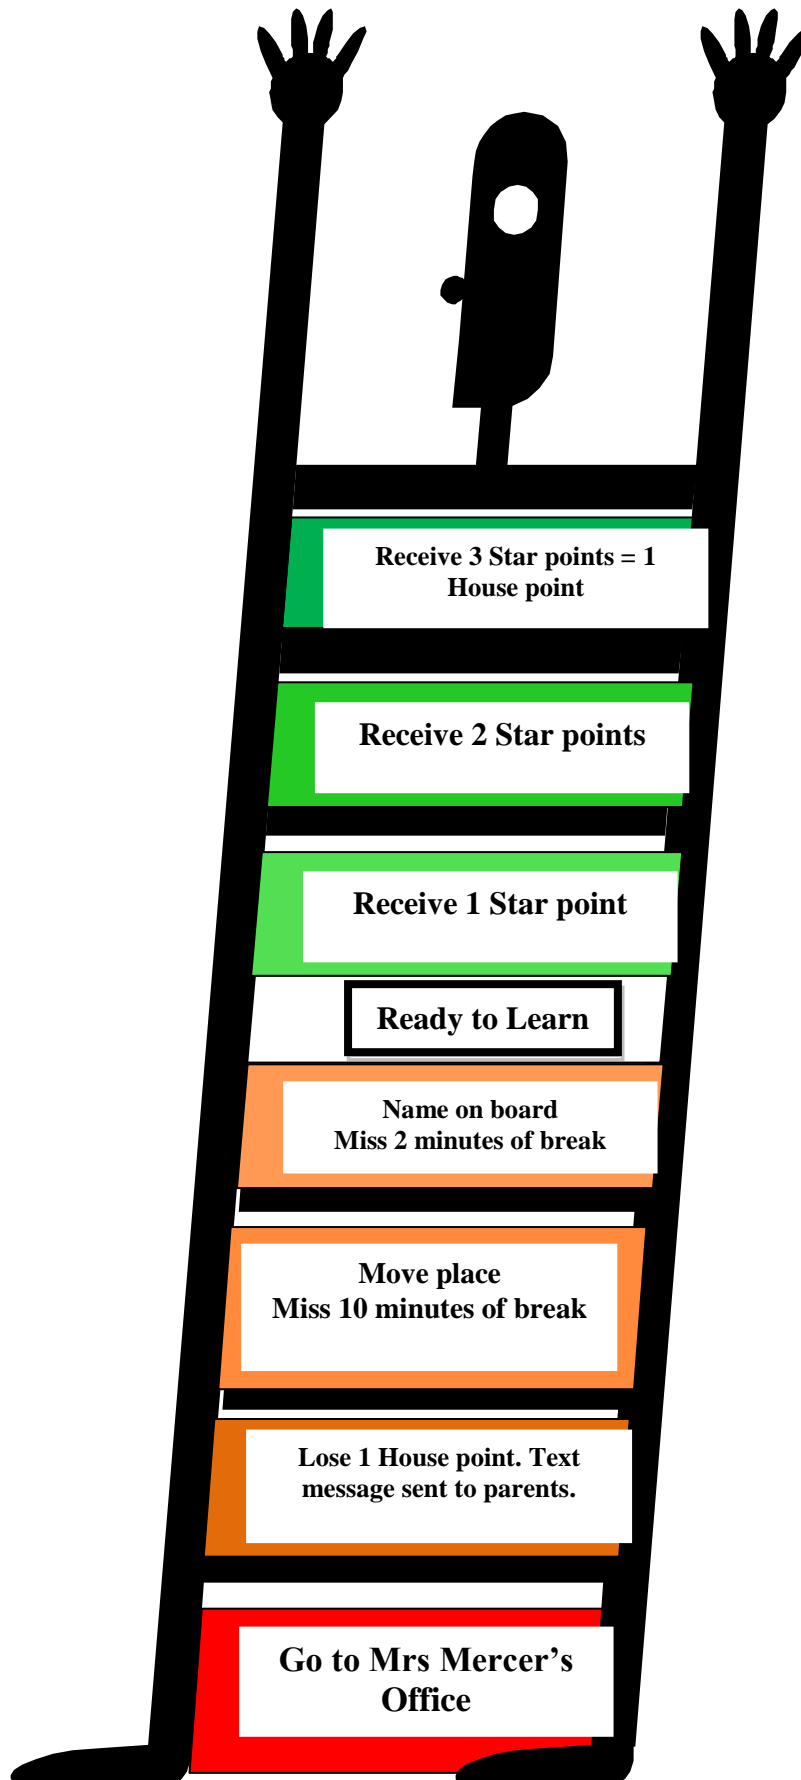 Receive 3 Star points = 1
House point
Receive 2 Star points
Receive 1 Star point
Ready to Learn
Name on board
Miss 2 minutes of break
Move place
Miss 10 minutes of break
Lose 1 House point. Text
message sent to parents.
Go to Mrs Mercer’s
Office